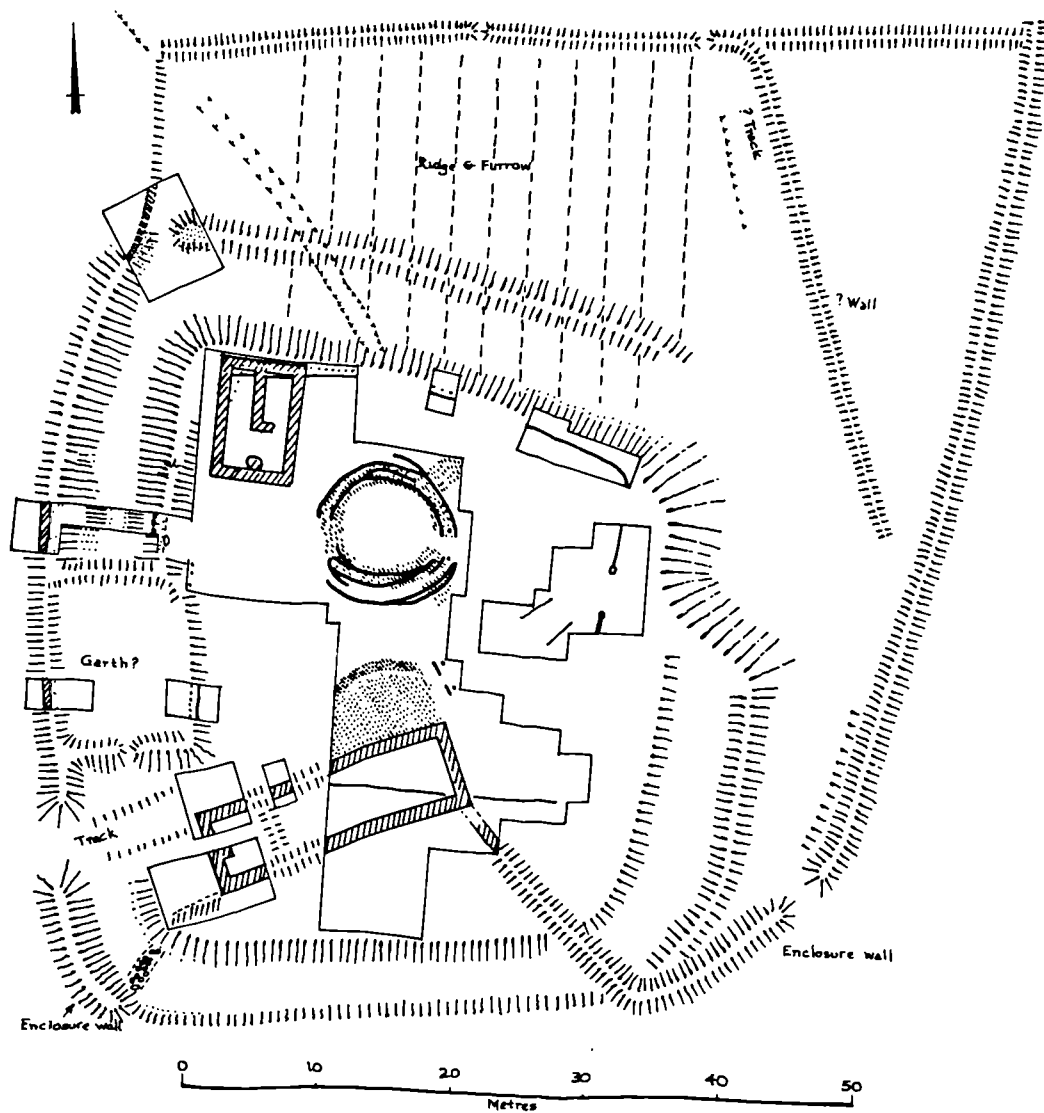 ? Track
Ridge & Furrow
? Wall
Garth?
Track
Enclosure wall
Enclosure wall
0 10 20 30 40 50
Metres